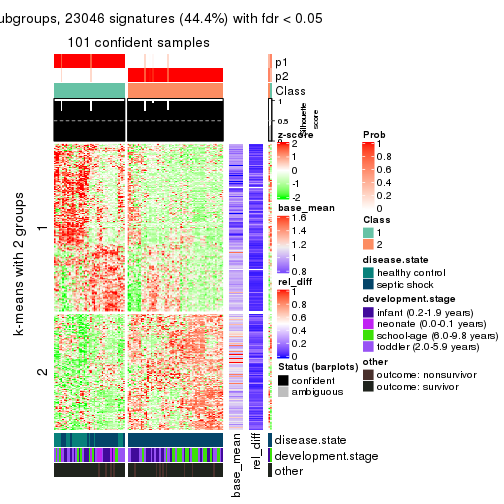 ubgroups, 23046 signatures (44.4%) with fdr < 0.05
101 confident samples
p1
p2
Class
1
0.5
0
Silhouette
score
k-means with 2 groups
1
2
z-score
2
1
0
-1
-2
base_mean
1.6
1.4
1.2
1
0.8
rel_diff
1
0.8
0.6
0.4
0.2
0
Status (barplots)
confident
ambiguous
Prob
1
0.8
0.6
0.4
0.2
0
Class
1
2
disease.state
healthy control
septic shock
development.stage
infant (0.2-1.9 years)
neonate (0.0-0.1 years)
school-age (6.0-9.8 years)
toddler (2.0-5.9 years)
other
outcome: nonsurvivor
outcome: survivor
disease.state
development.stage
other
base_mean
rel_diff